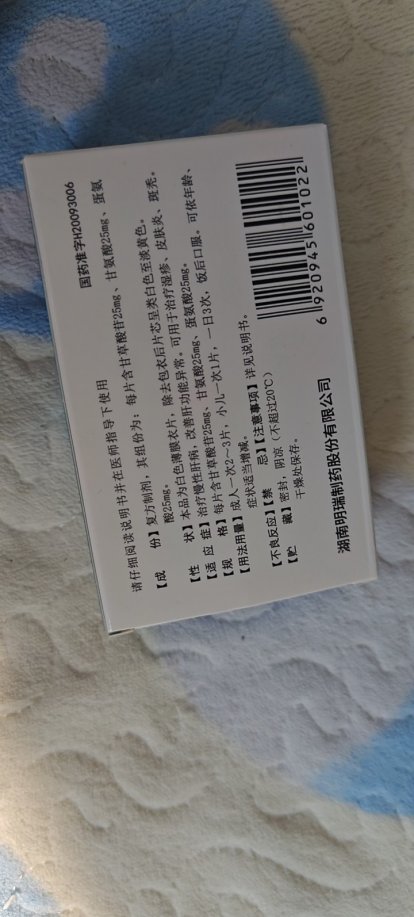 国药准字H20093006
请仔细阅读说明书并在医师指导下使用
【成　　份】复方制剂，其组份为：每片含甘草酸苷25mg、甘氨酸25mg、蛋氨
酸25mg。
【性　　状】本品为白色薄膜衣片，除去包衣后片芯呈类白色至淡黄色。
【适 应 症】治疗慢性肝病，改善肝功能异常。可用于治疗湿疹、皮肤炎、斑秃。
【规　　格】每片含甘草酸苷25mg、甘氨酸25mg、蛋氨酸25mg。
【用法用量】成人一次2～3片，小儿一次1片，一日3次，饭后口服。可依年龄、
症状适当增减。
【不良反应】【禁　　忌】【注意事项】详见说明书。
【贮　　藏】密封，阴凉（不超过20℃）
干燥处保存。
6 920945 601022
湖南明瑞制药股份有限公司